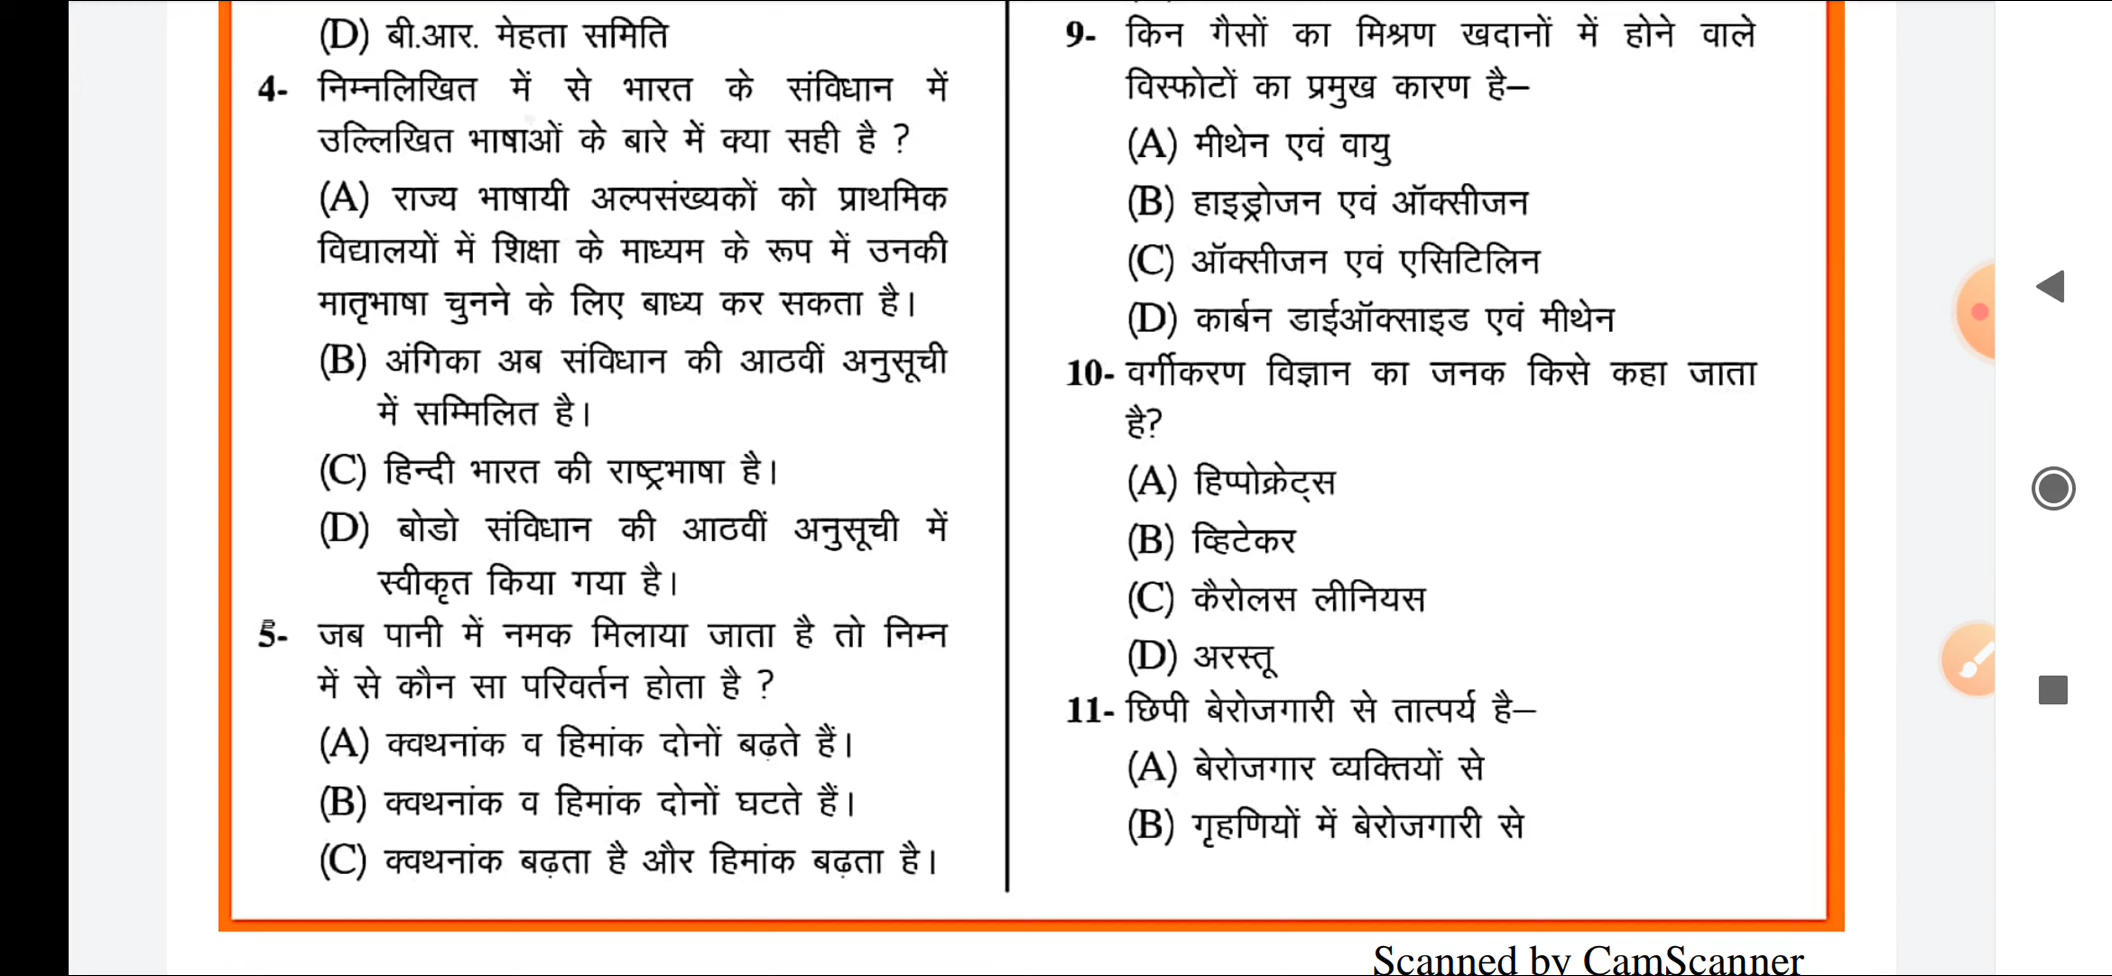 (D) बी.आर. मेहता समिति
4- निम्नलिखित में से भारत के संविधान में
उल्लिखित भाषाओं के बारे में क्या सही है ?
(A) राज्य भाषायी अल्पसंख्यकों को प्राथमिक
विद्यालयों में शिक्षा के माध्यम के रूप में उनकी
मातृभाषा चुनने के लिए बाध्य कर सकता है।
(B) अंगिका अब संविधान की आठवीं अनुसूची
में सम्मिलित है।
(C) हिन्दी भारत की राष्ट्रभाषा है।
(D) बोडो संविधान की आठवीं अनुसूची में
स्वीकृत किया गया है।
5- जब पानी में नमक मिलाया जाता है तो निम्न
में से कौन सा परिवर्तन होता है ?
(A) क्वथनांक व हिमांक दोनों बढ़ते हैं।
(B) क्वथनांक व हिमांक दोनों घटते हैं।
(C) क्वथनांक बढ़ता है और हिमांक बढ़ता है।
9- किन गैसों का मिश्रण खदानों में होने वाले
विस्फोटों का प्रमुख कारण है–
(A) मीथेन एवं वायु
(B) हाइड्रोजन एवं ऑक्सीजन
(C) ऑक्सीजन एवं एसिटिलिन
(D) कार्बन डाईऑक्साइड एवं मीथेन
10- वर्गीकरण विज्ञान का जनक किसे कहा जाता
है?
(A) हिप्पोक्रेट्स
(B) व्हिटेकर
(C) कैरोलस लीनियस
(D) अरस्तू
11- छिपी बेरोजगारी से तात्पर्य है–
(A) बेरोजगार व्यक्तियों से
(B) गृहणियों में बेरोजगारी से
Scanned by CamScanner